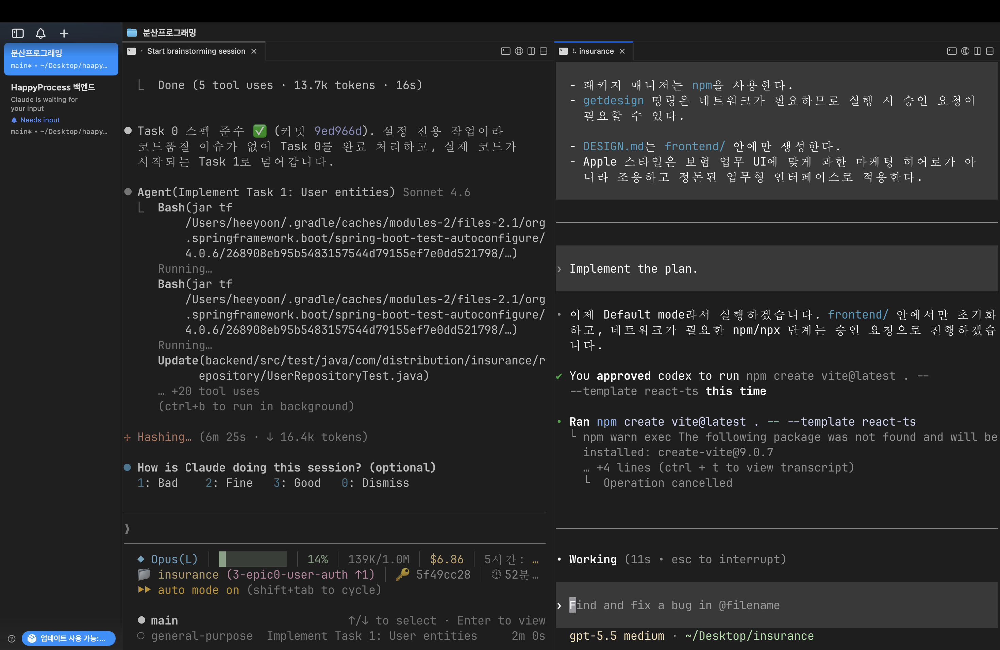 분산프로그래밍
main* • ~/Desktop/haapy…
HappyProcess 백엔드
Claude is waiting for
your input
Needs input
main* • ~/Desktop/haapy…
업데이트 사용 가능:...
분산프로그래밍
· Start brainstorming session
Done (5 tool uses · 13.7k tokens · 16s)
Task 0 스펙 준수 ✅ (커밋 9ed966d). 설정 전용 작업이라
코드품질 이슈가 없어 Task 0를 완료 처리하고, 실제 코드가
시작되는 Task 1로 넘어갑니다.
Agent(Implement Task 1: User entities) Sonnet 4.6
Bash(jar tf
/Users/heeyoon/.gradle/caches/modules-2/files-2.1/org
.springframework.boot/spring-boot-test-autoconfigure/
4.0.6/268908eb95b5483157544d79155ef7e0dd521798/…)
Running…
Bash(jar tf
/Users/heeyoon/.gradle/caches/modules-2/files-2.1/org
.springframework.boot/spring-boot-test-autoconfigure/
4.0.6/268908eb95b5483157544d79155ef7e0dd521798/…)
Running…
Update(backend/src/test/java/com/distribution/insurance/r
epository/UserRepositoryTest.java)
… +20 tool uses
(ctrl+b to run in background)
Hashing… (6m 25s · ↓ 16.4k tokens)
How is Claude doing this session? (optional)
1: Bad 2: Fine 3: Good 0: Dismiss
❯
◆ Opus(L) │ 14% │ 139K/1.0M │ $6.86 │ 5시간: …
insurance (3-epic0-user-auth ↑1) │ 🔑 5f49cc28 │ ⏱ 52분…
▶▶ auto mode on (shift+tab to cycle)
● main ↑/↓ to select · Enter to view
○ general-purpose Implement Task 1: User entities 2m 0s
insurance
- 패키지 매니저는 npm을 사용한다.
- getdesign 명령은 네트워크가 필요하므로 실행 시 승인 요청이
필요할 수 있다.
- DESIGN.md는 frontend/ 안에만 생성한다.
- Apple 스타일은 보험 업무 UI에 맞게 과한 마케팅 히어로가 아
니라 조용하고 정돈된 업무형 인터페이스로 적용한다.
› Implement the plan.
• 이제 Default mode라서 실행하겠습니다. frontend/ 안에서만 초기화
하고, 네트워크가 필요한 npm/npx 단계는 승인 요청으로 진행하겠습
니다.
✔ You approved codex to run npm create vite@latest . --
--template react-ts this time
• Ran npm create vite@latest . -- --template react-ts
└ npm warn exec The following package was not found and will be
installed: create-vite@9.0.7
… +4 lines (ctrl + t to view transcript)
└ Operation cancelled
• Working (11s • esc to interrupt)
› Find and fix a bug in @filename
gpt-5.5 medium · ~/Desktop/insurance